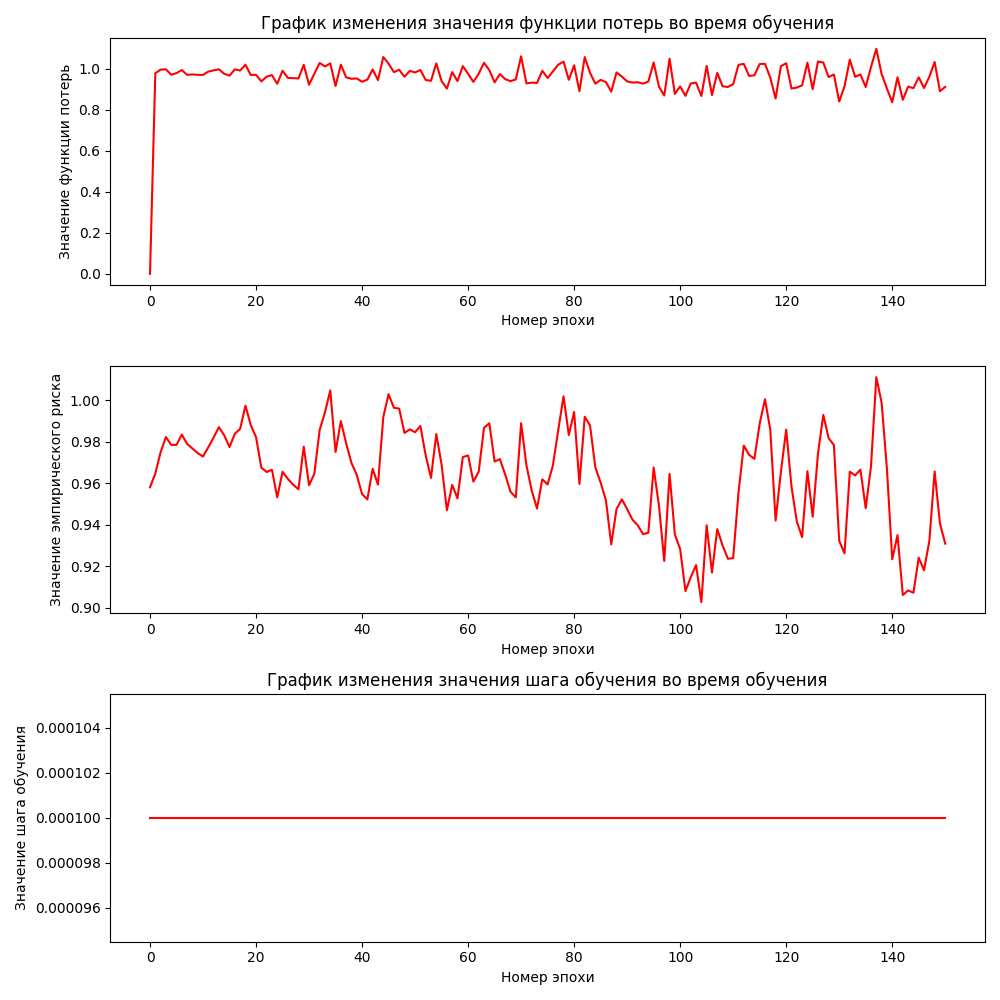 График изменения значения функции потерь во время обучения
Значение функции потерь
1.0
0.8
0.6
0.4
0.2
0.0
0 20 40 60 80 100 120 140
Номер эпохи
Значение эмпирического риска
1.00
0.98
0.96
0.94
0.92
0.90
0 20 40 60 80 100 120 140
Номер эпохи
График изменения значения шага обучения во время обучения
Значение шага обучения
0.000104
0.000102
0.000100
0.000098
0.000096
0 20 40 60 80 100 120 140
Номер эпохи